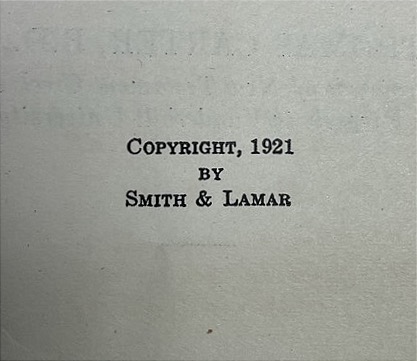 COPYRIGHT, 1921
BY
SMITH & LAMAR